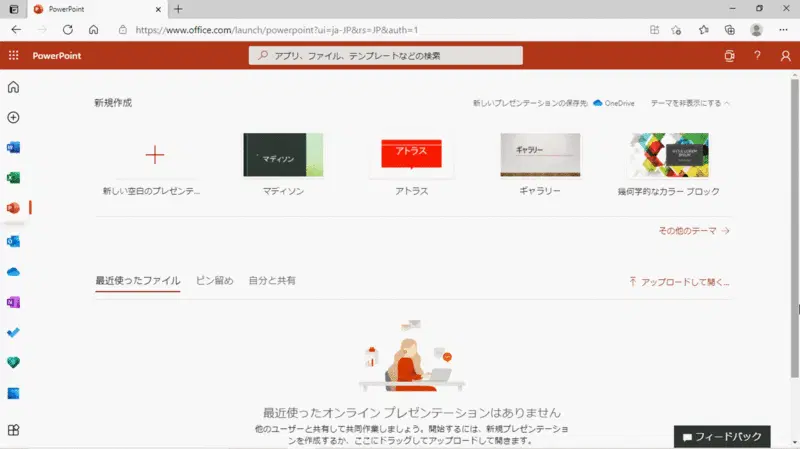 PowerPoint
https://www.office.com/launch/powerpoint?ui=ja-JP&rs=JP&auth=1
PowerPoint
アプリ、ファイル、テンプレートなどの検索
新規作成
新しいプレゼンテーションの保存先:
OneDrive
テーマを非表示にする
マディソン
アトラス
ギャラリー
新しい空白のプレゼンテ...
マディソン
アトラス
ギャラリー
幾何学的なカラー ブロック
その他のテーマ
最近使ったファイル
ピン留め
自分と共有
アップロードして開く...
最近使ったオンライン プレゼンテーションはありません
他のユーザーと共有して共同作業しましょう。開始するには、新規プレゼンテーショ
ンを作成するか、ここにドラッグしてアップロードして開きます。
フィードバック